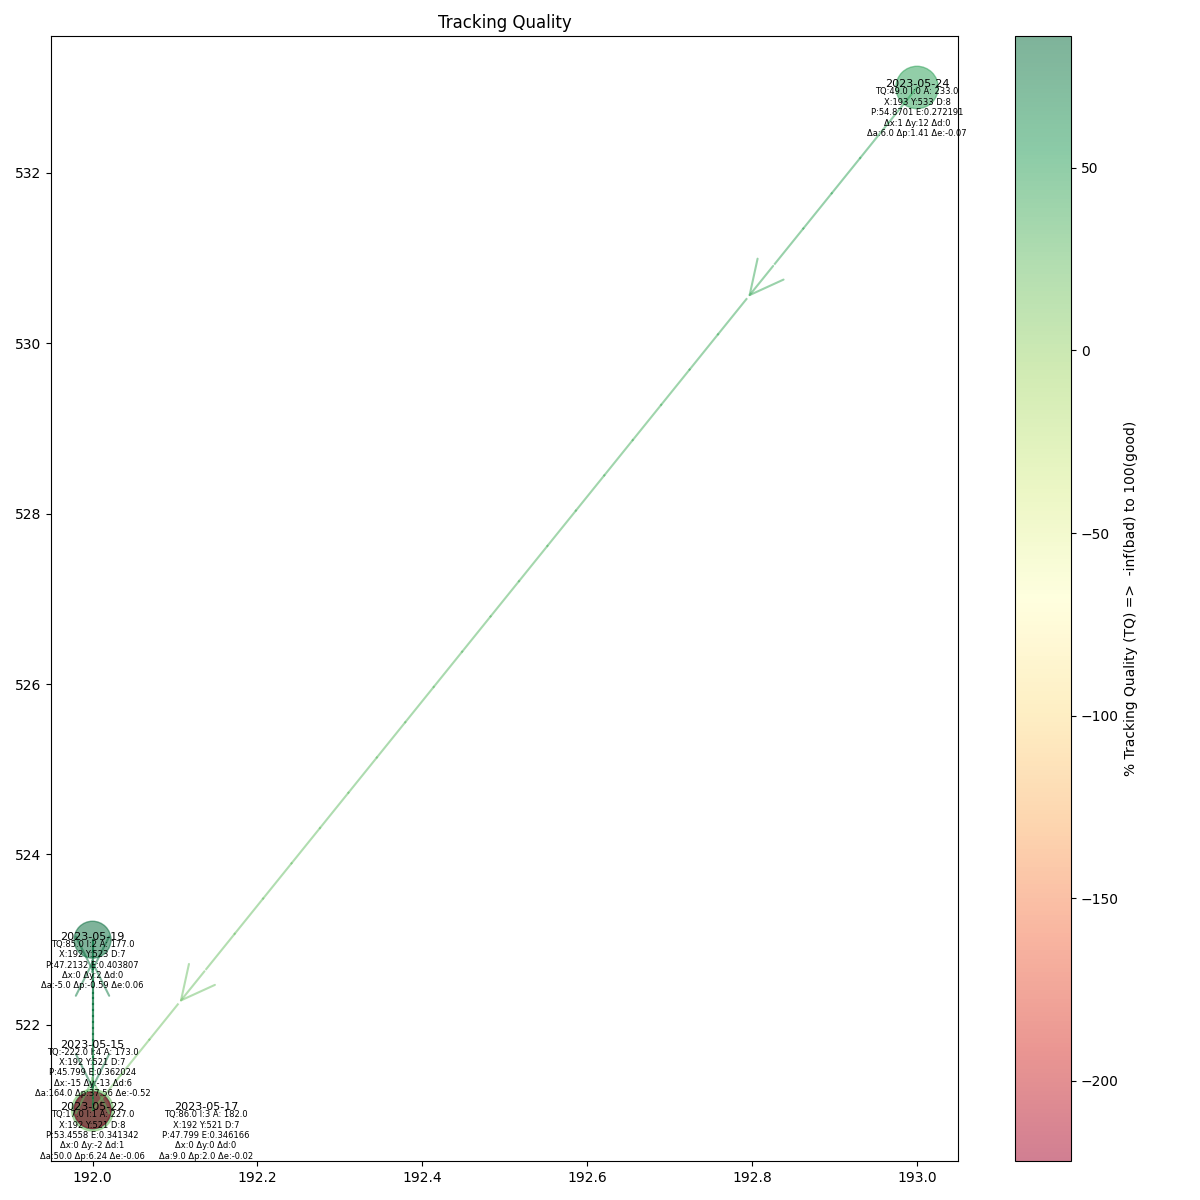 Tracking Quality
2023-05-24
TQ:49.0 I:0 A: 233.0
X:193 Y:533 D:8
P:54.8701 E:0.272191
Δx:1 Δy:12 Δd:0
Δa:6.0 Δp:1.41 Δe:-0.07
532
530
528
526
524
522
2023-05-19
TQ:85.0 I:2 A: 177.0
X:192 Y:523 D:7
P:47.2132 E:0.403807
Δx:0 Δy:2 Δd:0
Δa:-5.0 Δp:-0.59 Δe:0.06
2023-05-15
TQ:-222.0 I:4 A: 173.0
X:192 Y:521 D:7
P:45.799 E:0.362024
Δx:-15 Δy:-13 Δd:6
Δa:164.0 Δp:37.56 Δe:-0.52
2023-05-22
TQ:17.0 I:1 A: 227.0
X:192 Y:521 D:8
P:53.4558 E:0.341342
Δx:0 Δy:-2 Δd:1
Δa:50.0 Δp:6.24 Δe:-0.06
2023-05-17
TQ:86.0 I:3 A: 182.0
X:192 Y:521 D:7
P:47.799 E:0.346166
Δx:0 Δy:0 Δd:0
Δa:9.0 Δp:2.0 Δe:-0.02
192.0 192.2 192.4 192.6 192.8 193.0
50
0
−50
−100
−150
−200
% Tracking Quality (TQ) => -inf(bad) to 100(good)